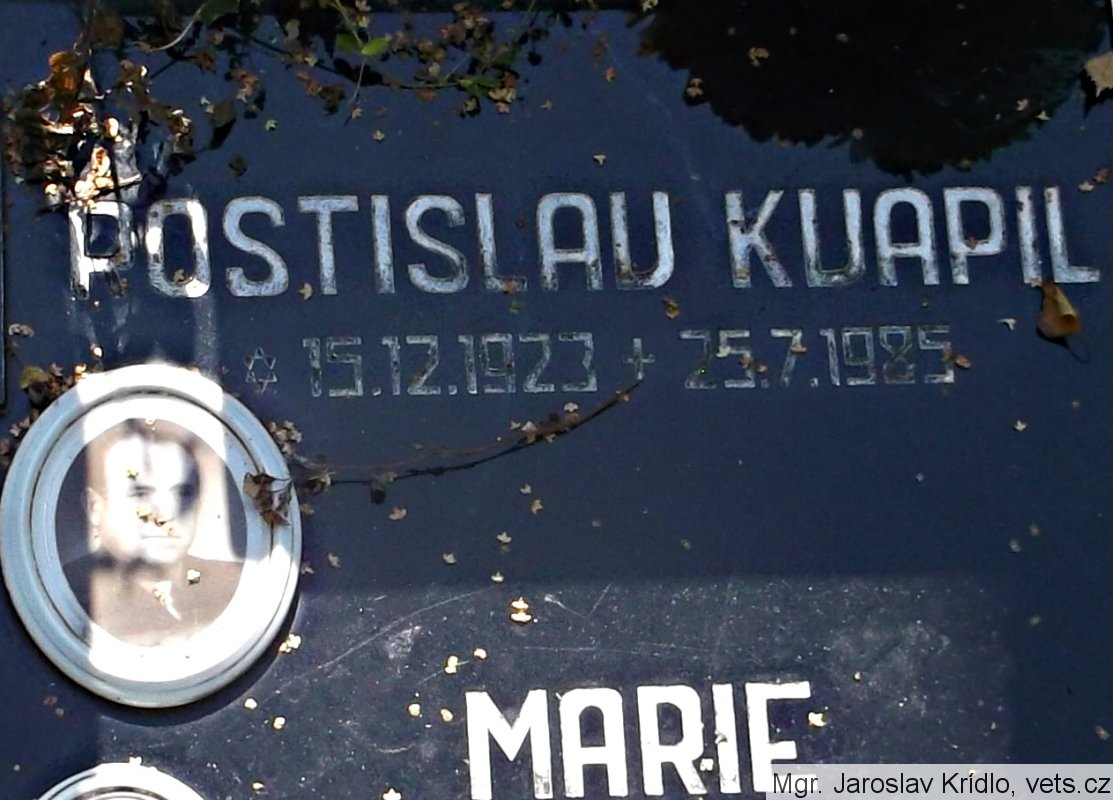 ROSTISLAV KVAPIL
✡ 15.12.1923 + 25.7.1985
MARIE
Mgr. Jaroslav Krídlo, vets.cz